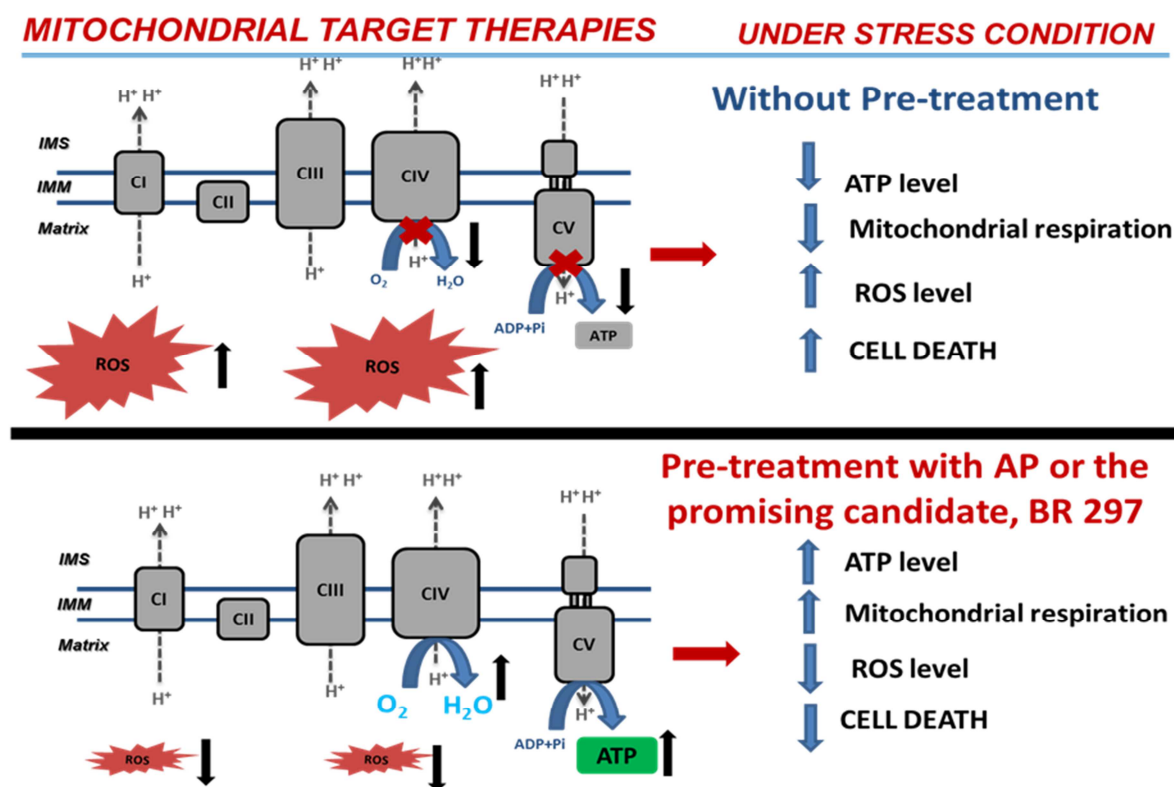 MITOCHONDRIAL TARGET THERAPIES
UNDER STRESS CONDITION
H⁺ H⁺
H⁺ H⁺
H⁺H⁺
H⁺ H⁺
Without Pre-treatment
IMS
IMM
Matrix
CI
CII
CIII
CIV
CV
H⁺
H⁺
H⁺
H⁺
O₂
H₂O
ADP+Pi
ATP
ROS
ROS
ATP level
Mitochondrial respiration
ROS level
CELL DEATH
Pre-treatment with AP or the
promising candidate, BR 297
H⁺ H⁺
H⁺ H⁺
H⁺H⁺
H⁺ H⁺
IMS
IMM
Matrix
CI
CII
CIII
CIV
CV
H⁺
H⁺
H⁺
H⁺
O₂
H₂O
ADP+Pi
ATP
ROS
ROS
ATP level
Mitochondrial respiration
ROS level
CELL DEATH